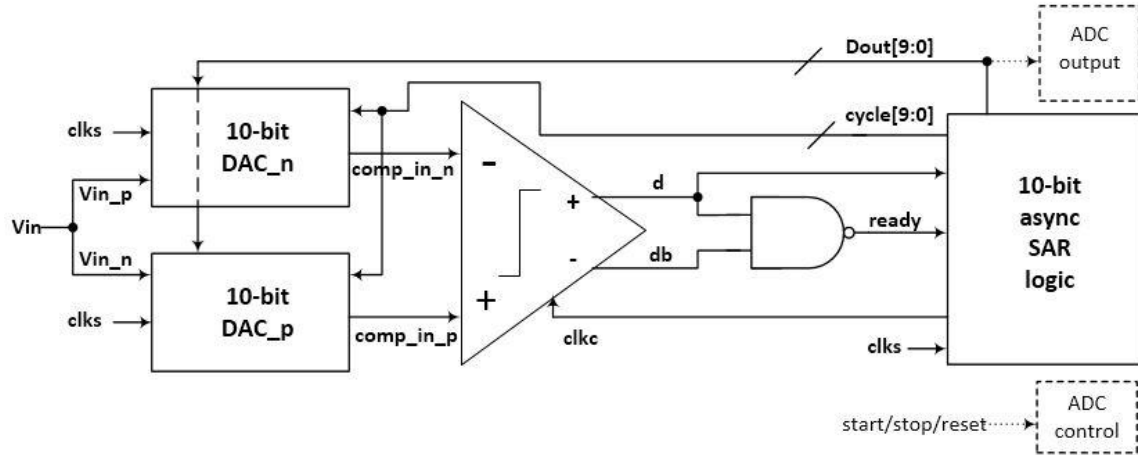 Dout[9:0]
ADC
output
cycle[9:0]
clks
10-bit
DAC_n
comp_in_n
-
Vin_p
Vin
Vin_n
+
d
10-bit
async
SAR
logic
ready
-
db
10-bit
DAC_p
clks
+
comp_in_p
clkc
clks
start/stop/reset
ADC
control